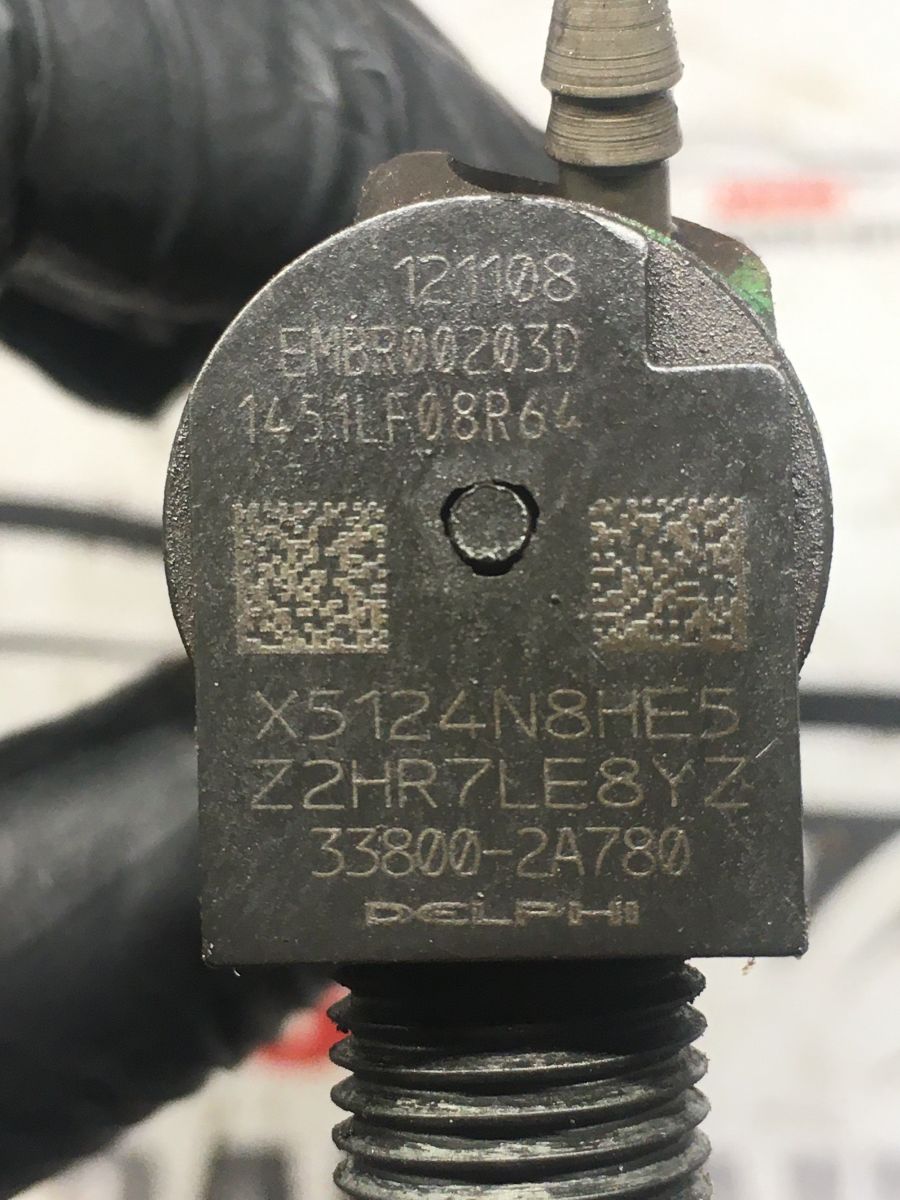 121108
EMBR00203D
1451LF08R64
X5124N8HE5
Z2HR7LE8YZ
33800-2A780
DELPHI